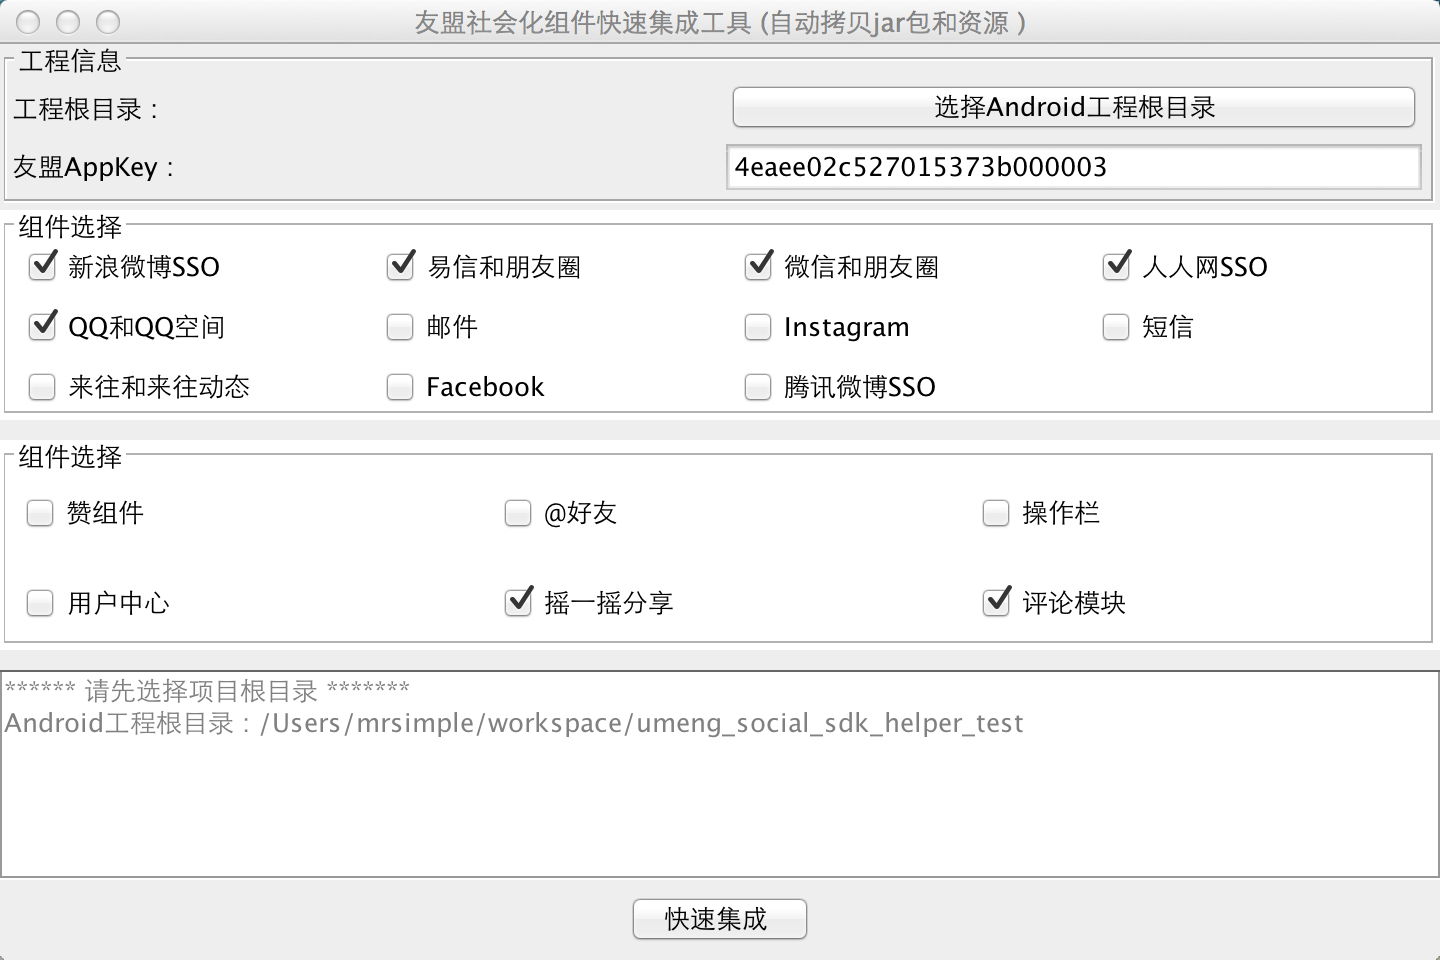 友盟社会化组件快速集成工具 (自动拷贝jar包和资源 )
工程信息
工程根目录： 选择Android工程根目录
友盟AppKey： 4eaee02c527015373b000003
组件选择
新浪微博SSO 易信和朋友圈 微信和朋友圈 人人网SSO
QQ和QQ空间 邮件 Instagram 短信
来往和来往动态 Facebook 腾讯微博SSO
组件选择
赞组件 @好友 操作栏
用户中心 摇一摇分享 评论模块
****** 请先选择项目根目录 *******
Android工程根目录：/Users/mrsimple/workspace/umeng_social_sdk_helper_test
快速集成